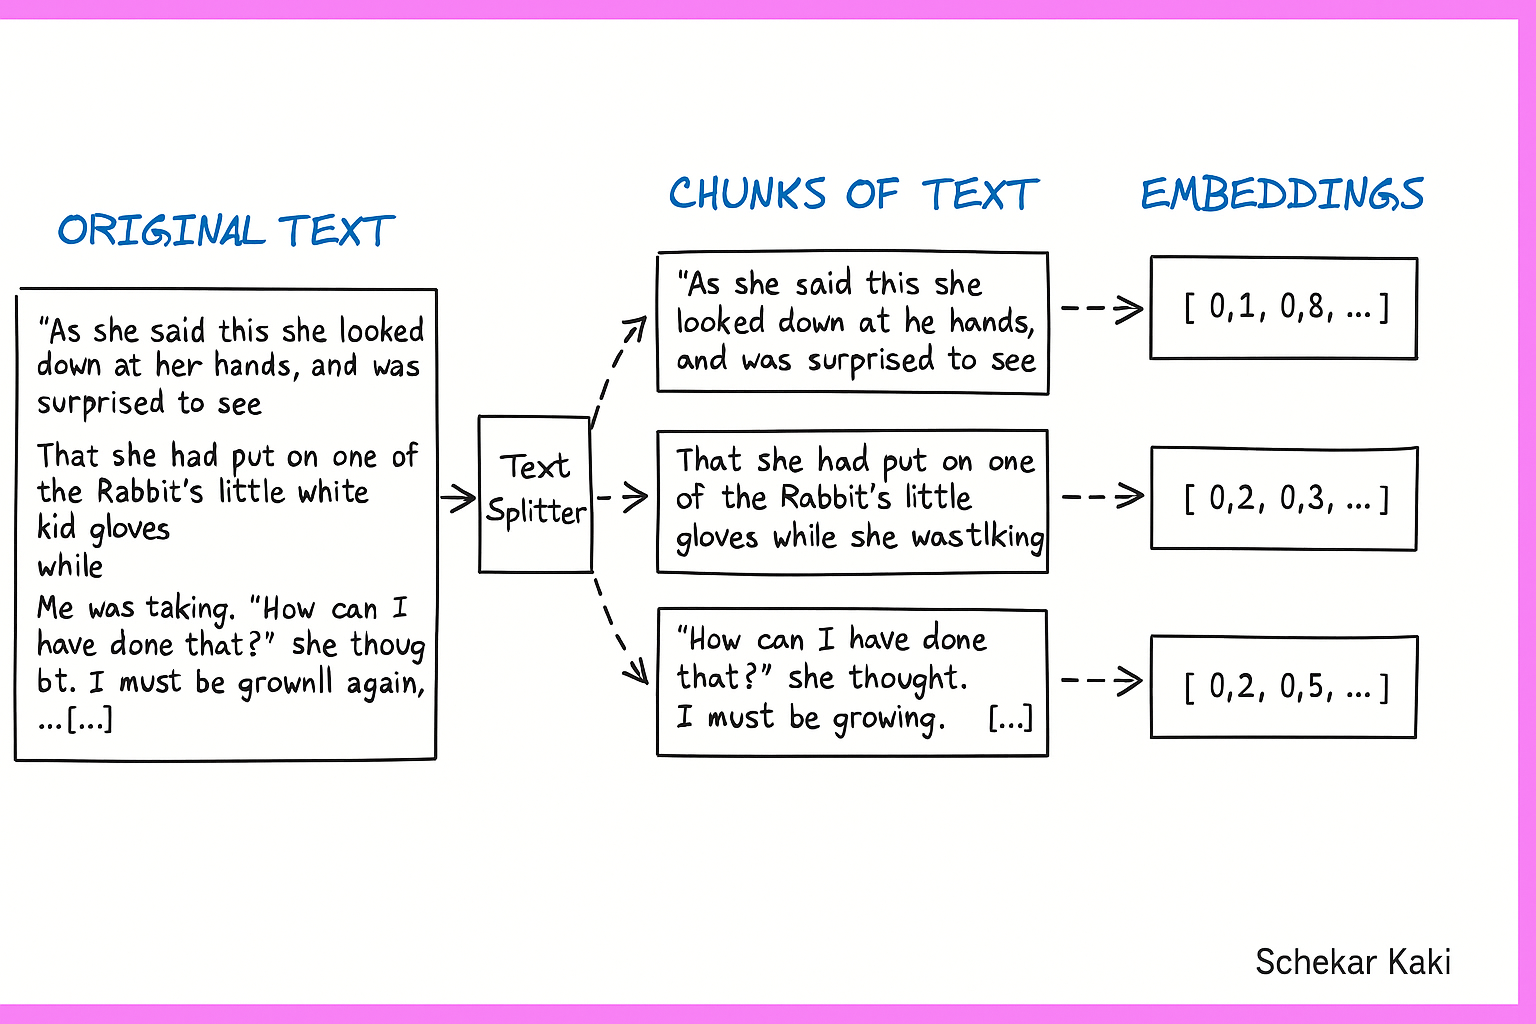 ORIGINAL TEXT
"As she said this she looked
down at her hands, and was
surprised to see
That she had put on one of
the Rabbit's little white
kid gloves
while
Me was taking. "How can I
have done that?" she thoug
bt. I must be grownll again,
...[...]
Text
Splitter
CHUNKS OF TEXT
"As she said this she
looked down at he hands,
and was surprised to see
That she had put on one
of the Rabbit's little
gloves while she wastlking
"How can I have done
that?" she thought.
I must be growing. [...]
EMBEDDINGS
[ 0,1, 0,8, ... ]
[ 0,2, 0,3, ... ]
[ 0,2, 0,5, ... ]
Schekar Kaki